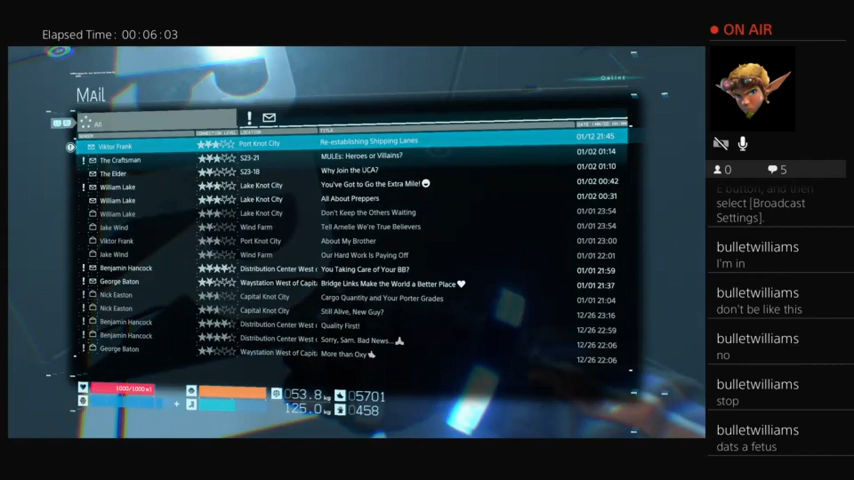 Elapsed Time: 00:06:03
ON AIR
Online
Mail
All
CONNECTION LEVEL LOCATION TITLE
Viktor Frank Port Knot City Re-establishing Shipping Lanes 01/12 21:45
The Craftsman S23-21 MULEs: Heroes or Villains? 01/02 01:14
The Elder S23-18 Why Join the UCA? 01/02 01:10
William Lake Lake Knot City You've Got to Go the Extra Mile! 01/02 00:42
William Lake Lake Knot City All About Preppers 01/02 00:31
William Lake Lake Knot City Don't Keep the Others Waiting 01/01 23:54
Jake Wind Wind Farm Tell Amelie We're True Believers 01/01 23:54
Viktor Frank Port Knot City About My Brother 01/01 23:00
Jake Wind Wind Farm Our Hard Work Is Paying Off 01/01 22:01
Benjamin Hancock Distribution Center West You Taking Care of Your BB? 01/01 21:59
George Baton Waystation West of Capit Bridge Links Make the World a Better Place 01/01 21:37
Nick Easton Capital Knot City Cargo Quantity and Your Porter Grades 01/01 21:04
Nick Easton Capital Knot City Still Alive, New Guy? 12/26 23:16
Benjamin Hancock Distribution Center West Quality First! 12/26 22:59
Benjamin Hancock Distribution Center West Sorry, Sam. Bad News... 12/26 22:06
George Baton Waystation West of Capit More than Oxy 12/26 22:06
1000/1000 x1
053.8 kg
125.0 kg
05701
0458
0 5
E button, and then
select [Broadcast
Settings].
bulletwilliams
I'm in
bulletwilliams
don't be like this
bulletwilliams
no
bulletwilliams
stop
bulletwilliams
dats a fetus